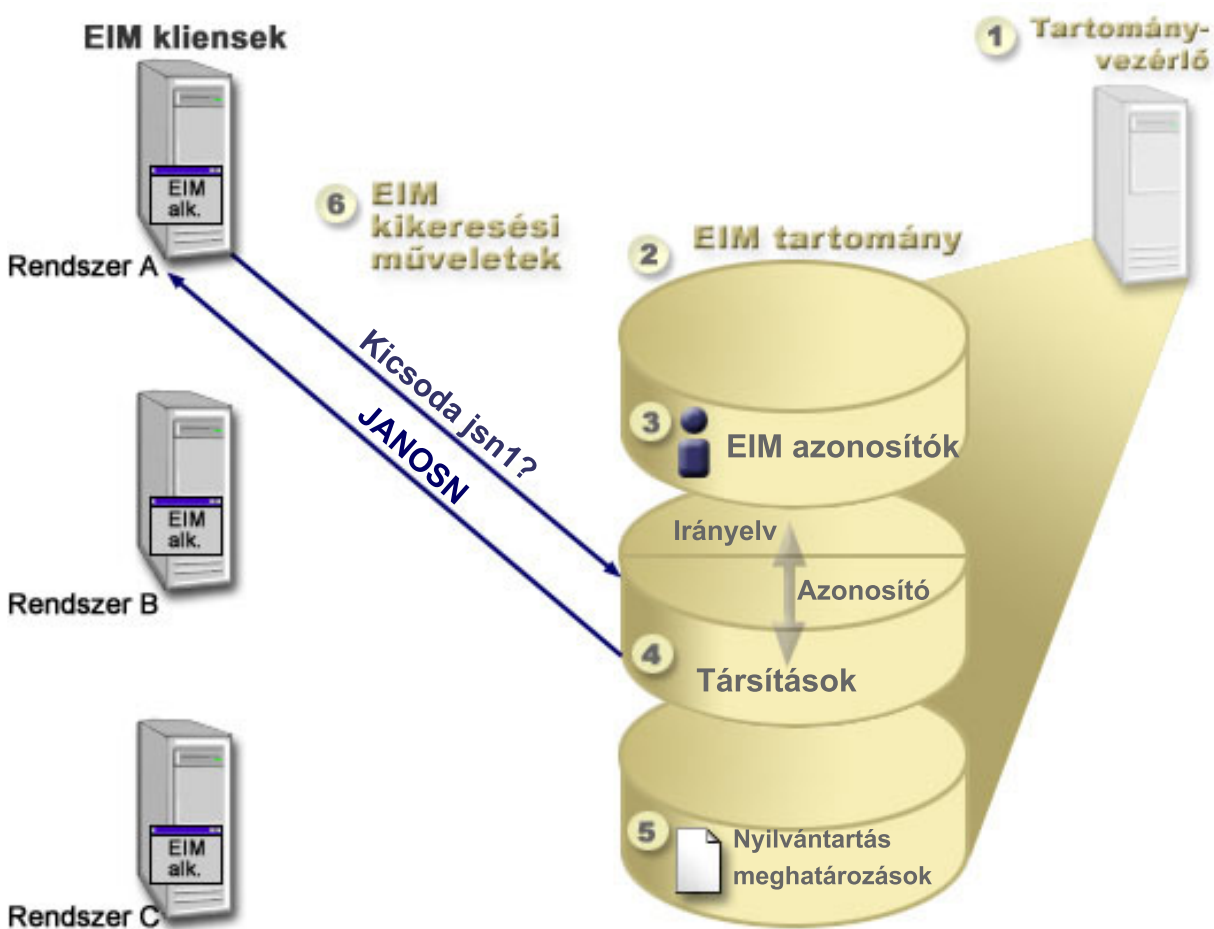 EIM kliensek
1 Tartomány-
vezérlő
EIM
alk.
Rendszer A
6 EIM
kikeresési
műveletek
2 EIM tartomány
Kicsoda jsn1?
JANOSN
3 EIM azonosítók
Irányelv
Azonosító
4 Társítások
EIM
alk.
Rendszer B
5 Nyilvántartás
meghatározások
EIM
alk.
Rendszer C